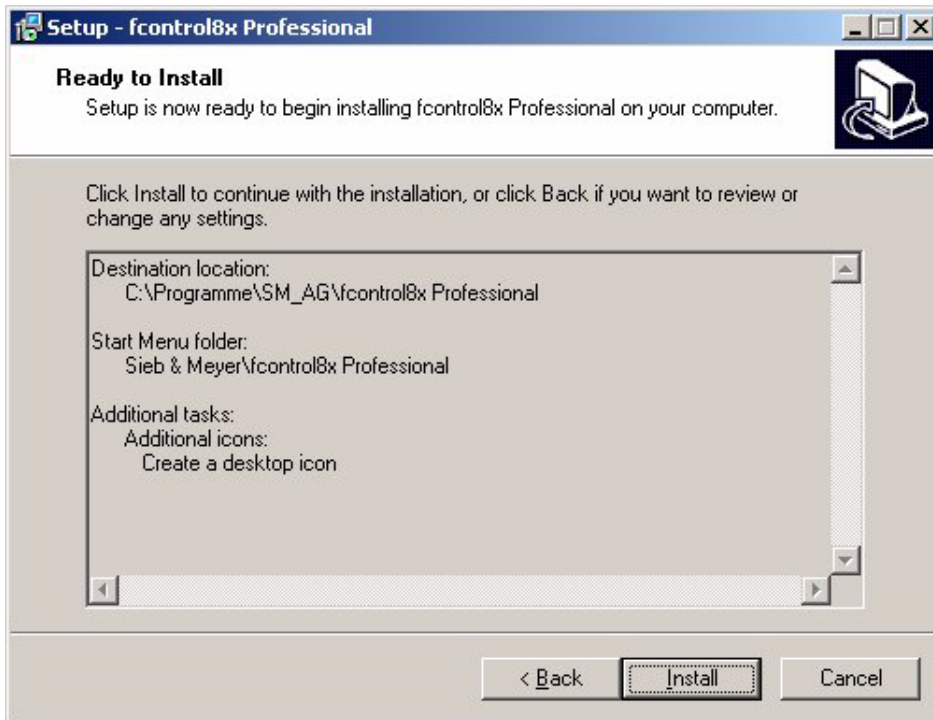 Setup - fcontrol8x Professional
Ready to Install
Setup is now ready to begin installing fcontrol8x Professional on your computer.
Click Install to continue with the installation, or click Back if you want to review or
change any settings.
Destination location:
C:\Programme\SM_AG\fcontrol8x Professional
Start Menu folder:
Sieb & Meyer\fcontrol8x Professional
Additional tasks:
Additional icons:
Create a desktop icon
< Back
Install
Cancel